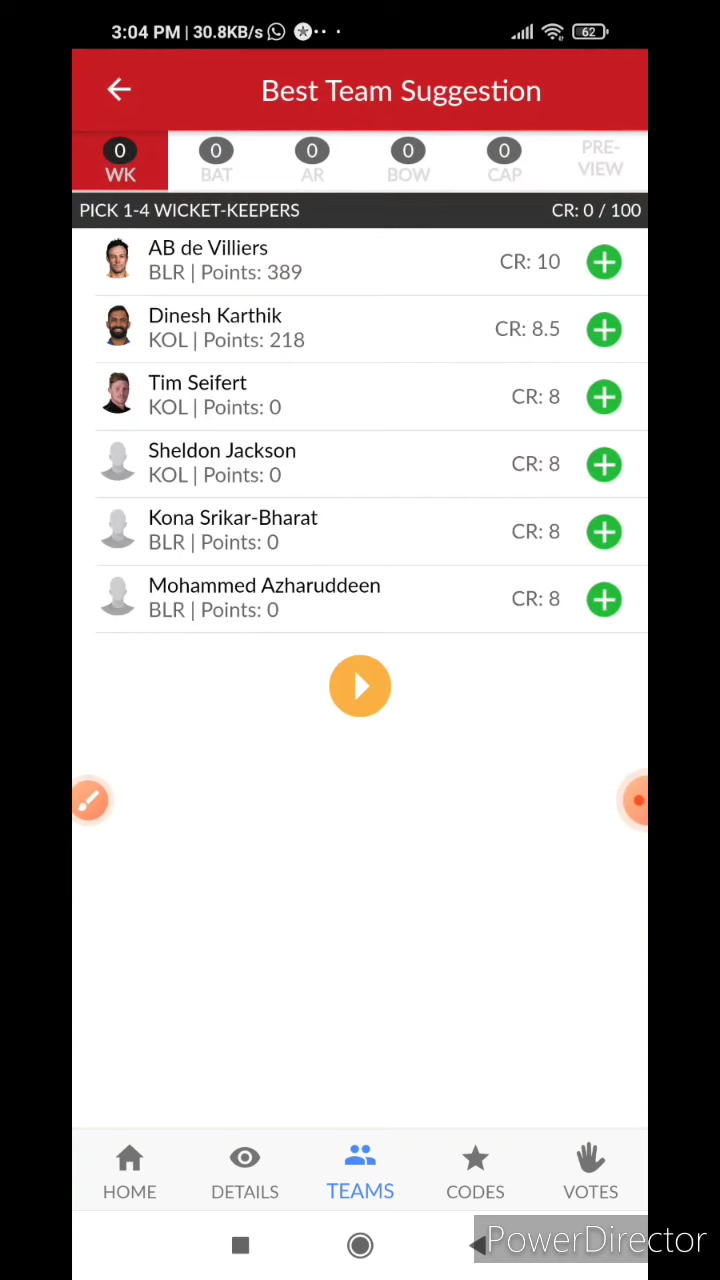 3:04 PM | 30.8KB/s
62
Best Team Suggestion
0 0 0 0 0 PRE-
WK BAT AR BOW CAP VIEW
PICK 1-4 WICKET-KEEPERS CR: 0 / 100
AB de Villiers
BLR | Points: 389 CR: 10
Dinesh Karthik
KOL | Points: 218 CR: 8.5
Tim Seifert
KOL | Points: 0 CR: 8
Sheldon Jackson
KOL | Points: 0 CR: 8
Kona Srikar-Bharat
BLR | Points: 0 CR: 8
Mohammed Azharuddeen
BLR | Points: 0 CR: 8
HOME DETAILS TEAMS CODES VOTES
PowerDirector